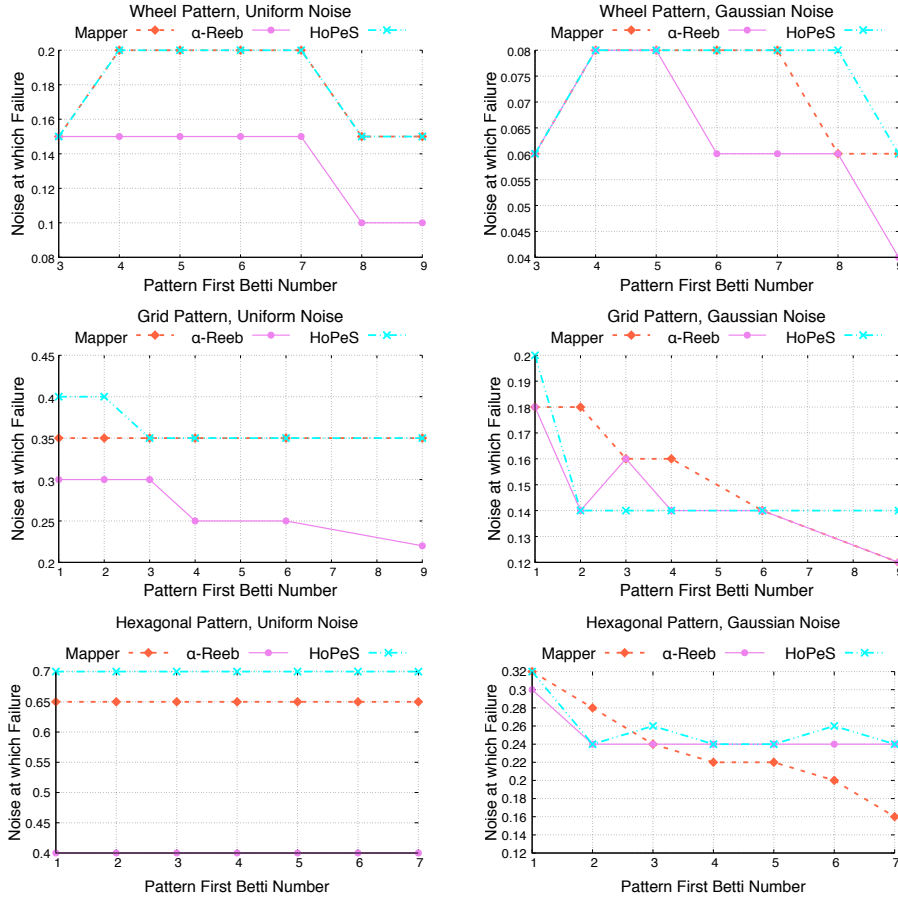 Wheel Pattern, Uniform Noise
Mapper α-Reeb HoPeS
0.2
0.18
0.16
0.14
0.12
0.1
0.08
3 4 5 6 7 8 9
Noise at which Failure
Pattern First Betti Number
Wheel Pattern, Gaussian Noise
Mapper α-Reeb HoPeS
0.08
0.075
0.07
0.065
0.06
0.055
0.05
0.045
0.04
3 4 5 6 7 8 9
Noise at which Failure
Pattern First Betti Number
Grid Pattern, Uniform Noise
Mapper α-Reeb HoPeS
0.45
0.4
0.35
0.3
0.25
0.2
1 2 3 4 5 6 7 8 9
Noise at which Failure
Pattern First Betti Number
Grid Pattern, Gaussian Noise
Mapper α-Reeb HoPeS
0.2
0.19
0.18
0.17
0.16
0.15
0.14
0.13
0.12
1 2 3 4 5 6 7 8 9
Noise at which Failure
Pattern First Betti Number
Hexagonal Pattern, Uniform Noise
Mapper α-Reeb HoPeS
0.7
0.65
0.6
0.55
0.5
0.45
0.4
1 2 3 4 5 6 7
Noise at which Failure
Pattern First Betti Number
Hexagonal Pattern, Gaussian Noise
Mapper α-Reeb HoPeS
0.32
0.3
0.28
0.26
0.24
0.22
0.2
0.18
0.16
0.14
0.12
1 2 3 4 5 6 7
Noise at which Failure
Pattern First Betti Number